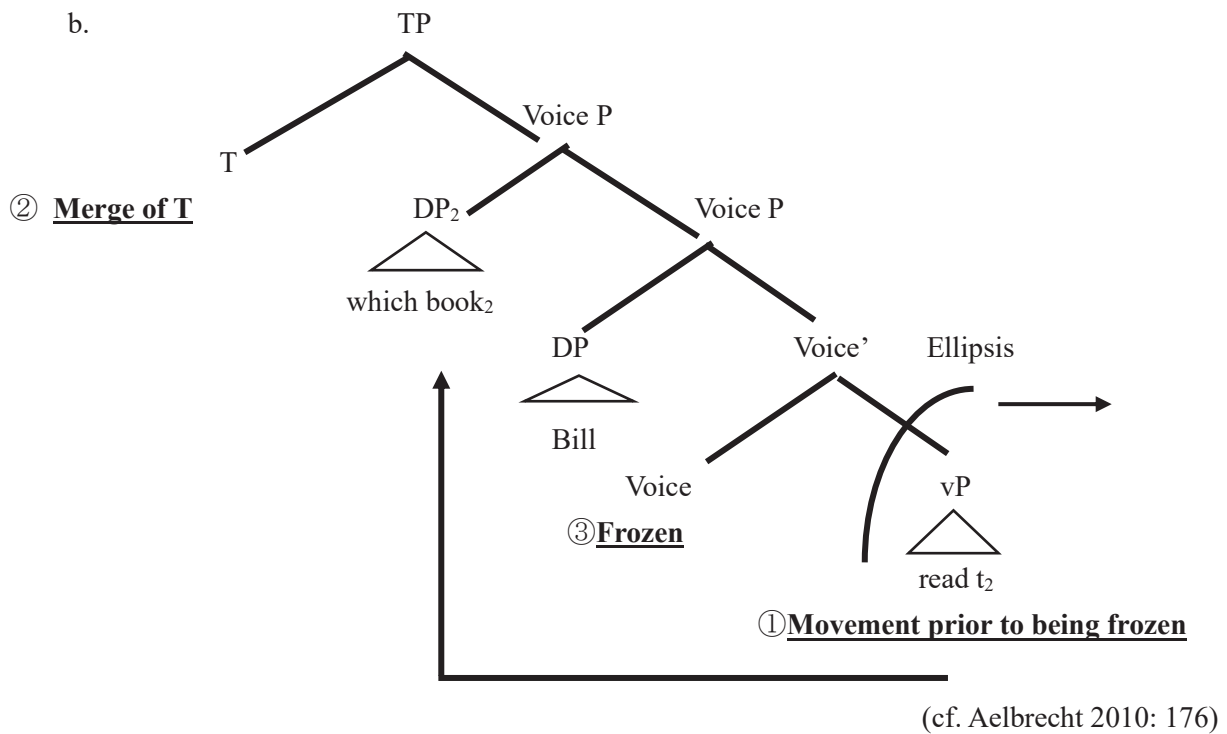 b.
TP
Voice P
T
② Merge of T
DP₂
Voice P
which book₂
DP
Voice’
Ellipsis
Bill
Voice
vP
③Frozen
read t₂
①Movement prior to being frozen
(cf. Aelbrecht 2010: 176)